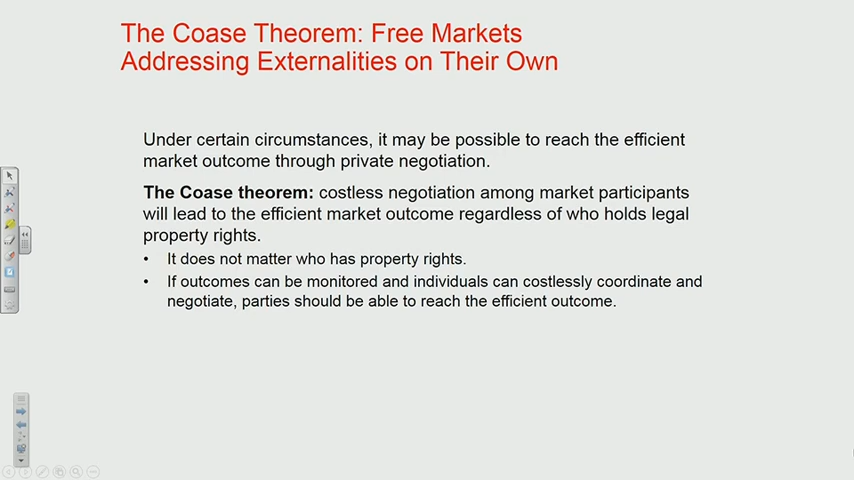 The Coase Theorem: Free Markets
Addressing Externalities on Their Own
Under certain circumstances, it may be possible to reach the efficient
market outcome through private negotiation.
The Coase theorem: costless negotiation among market participants
will lead to the efficient market outcome regardless of who holds legal
property rights.
• It does not matter who has property rights.
• If outcomes can be monitored and individuals can costlessly coordinate and
negotiate, parties should be able to reach the efficient outcome.